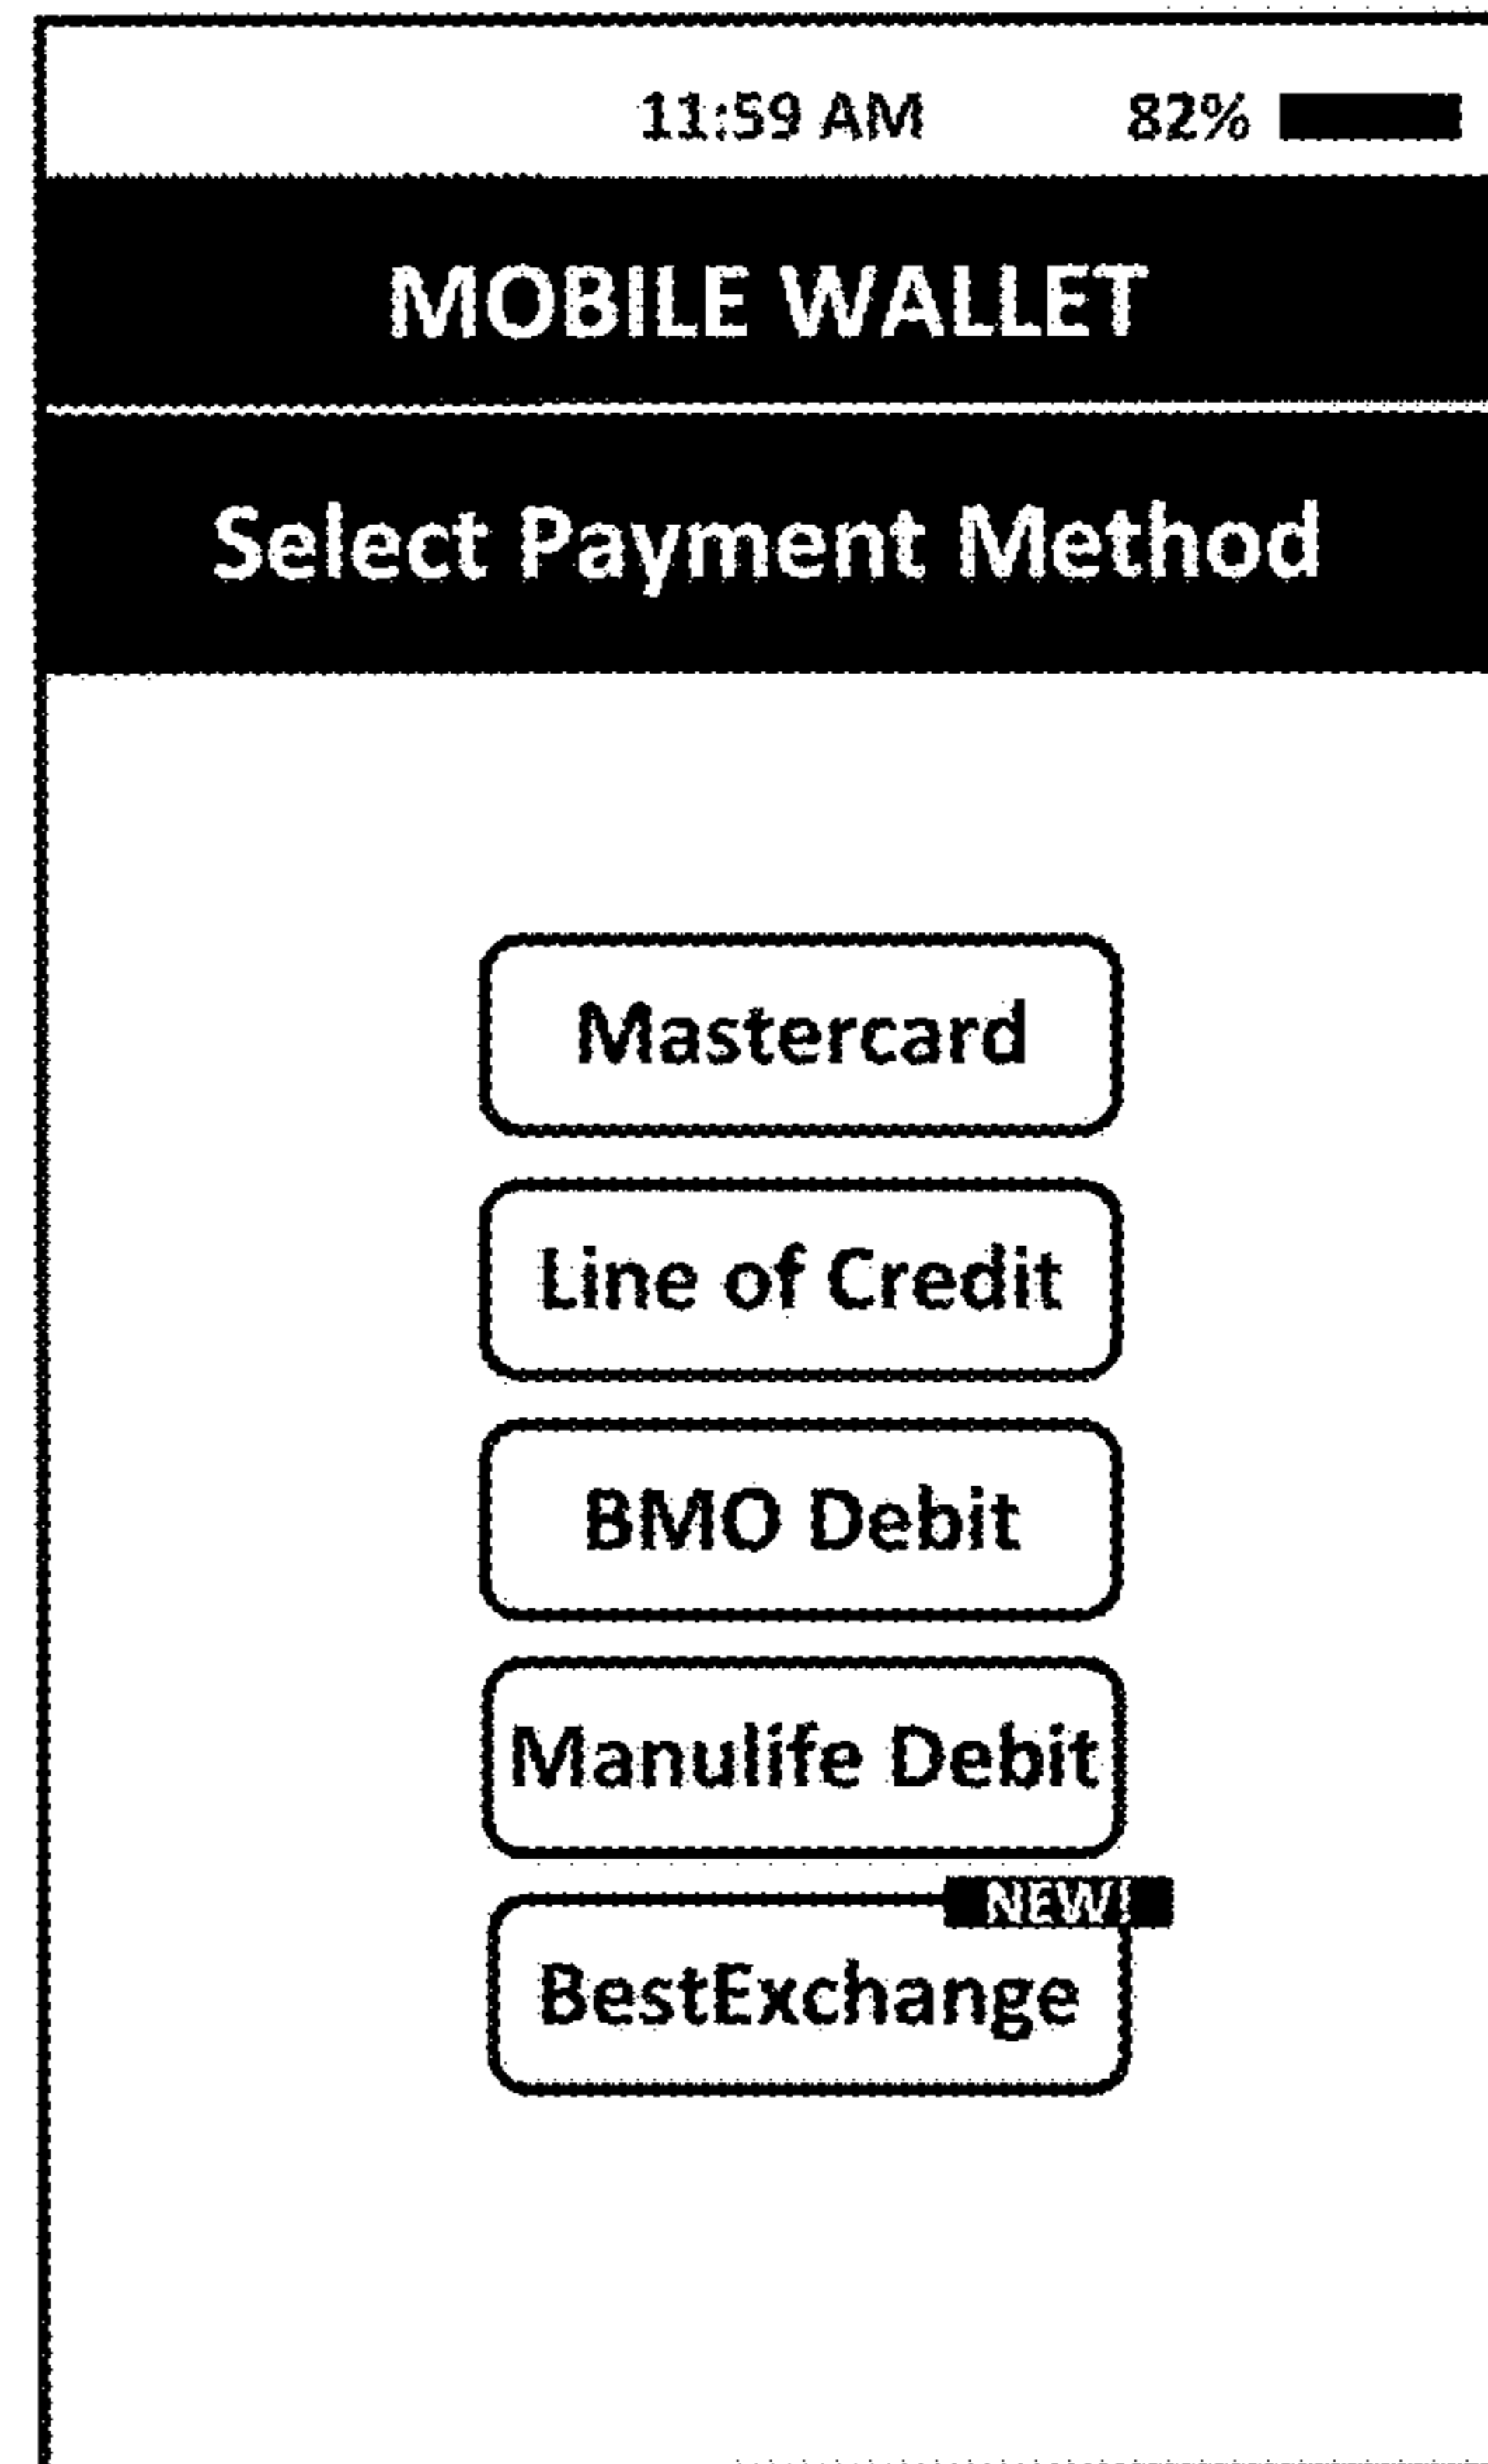 11:59 AM 82%
MOBILE WALLET
Select Payment Method
Mastercard
Line of Credit
BMO Debit
Manulife Debit
NEW!
BestExchange